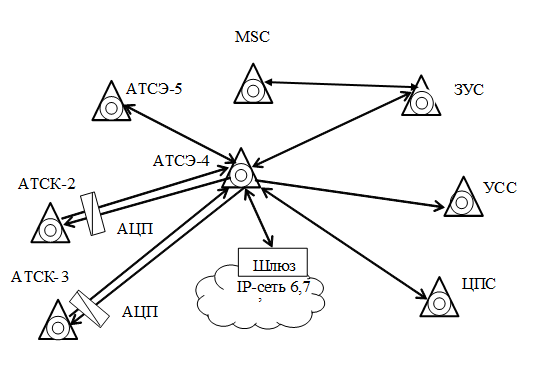 MSC
АТСЭ-5
ЗУС
АТСЭ-4
АТСК-2
УСС
АЦП
Шлюз
АТСК-3
IP-сеть 6,7
,
ЦПС
АЦП